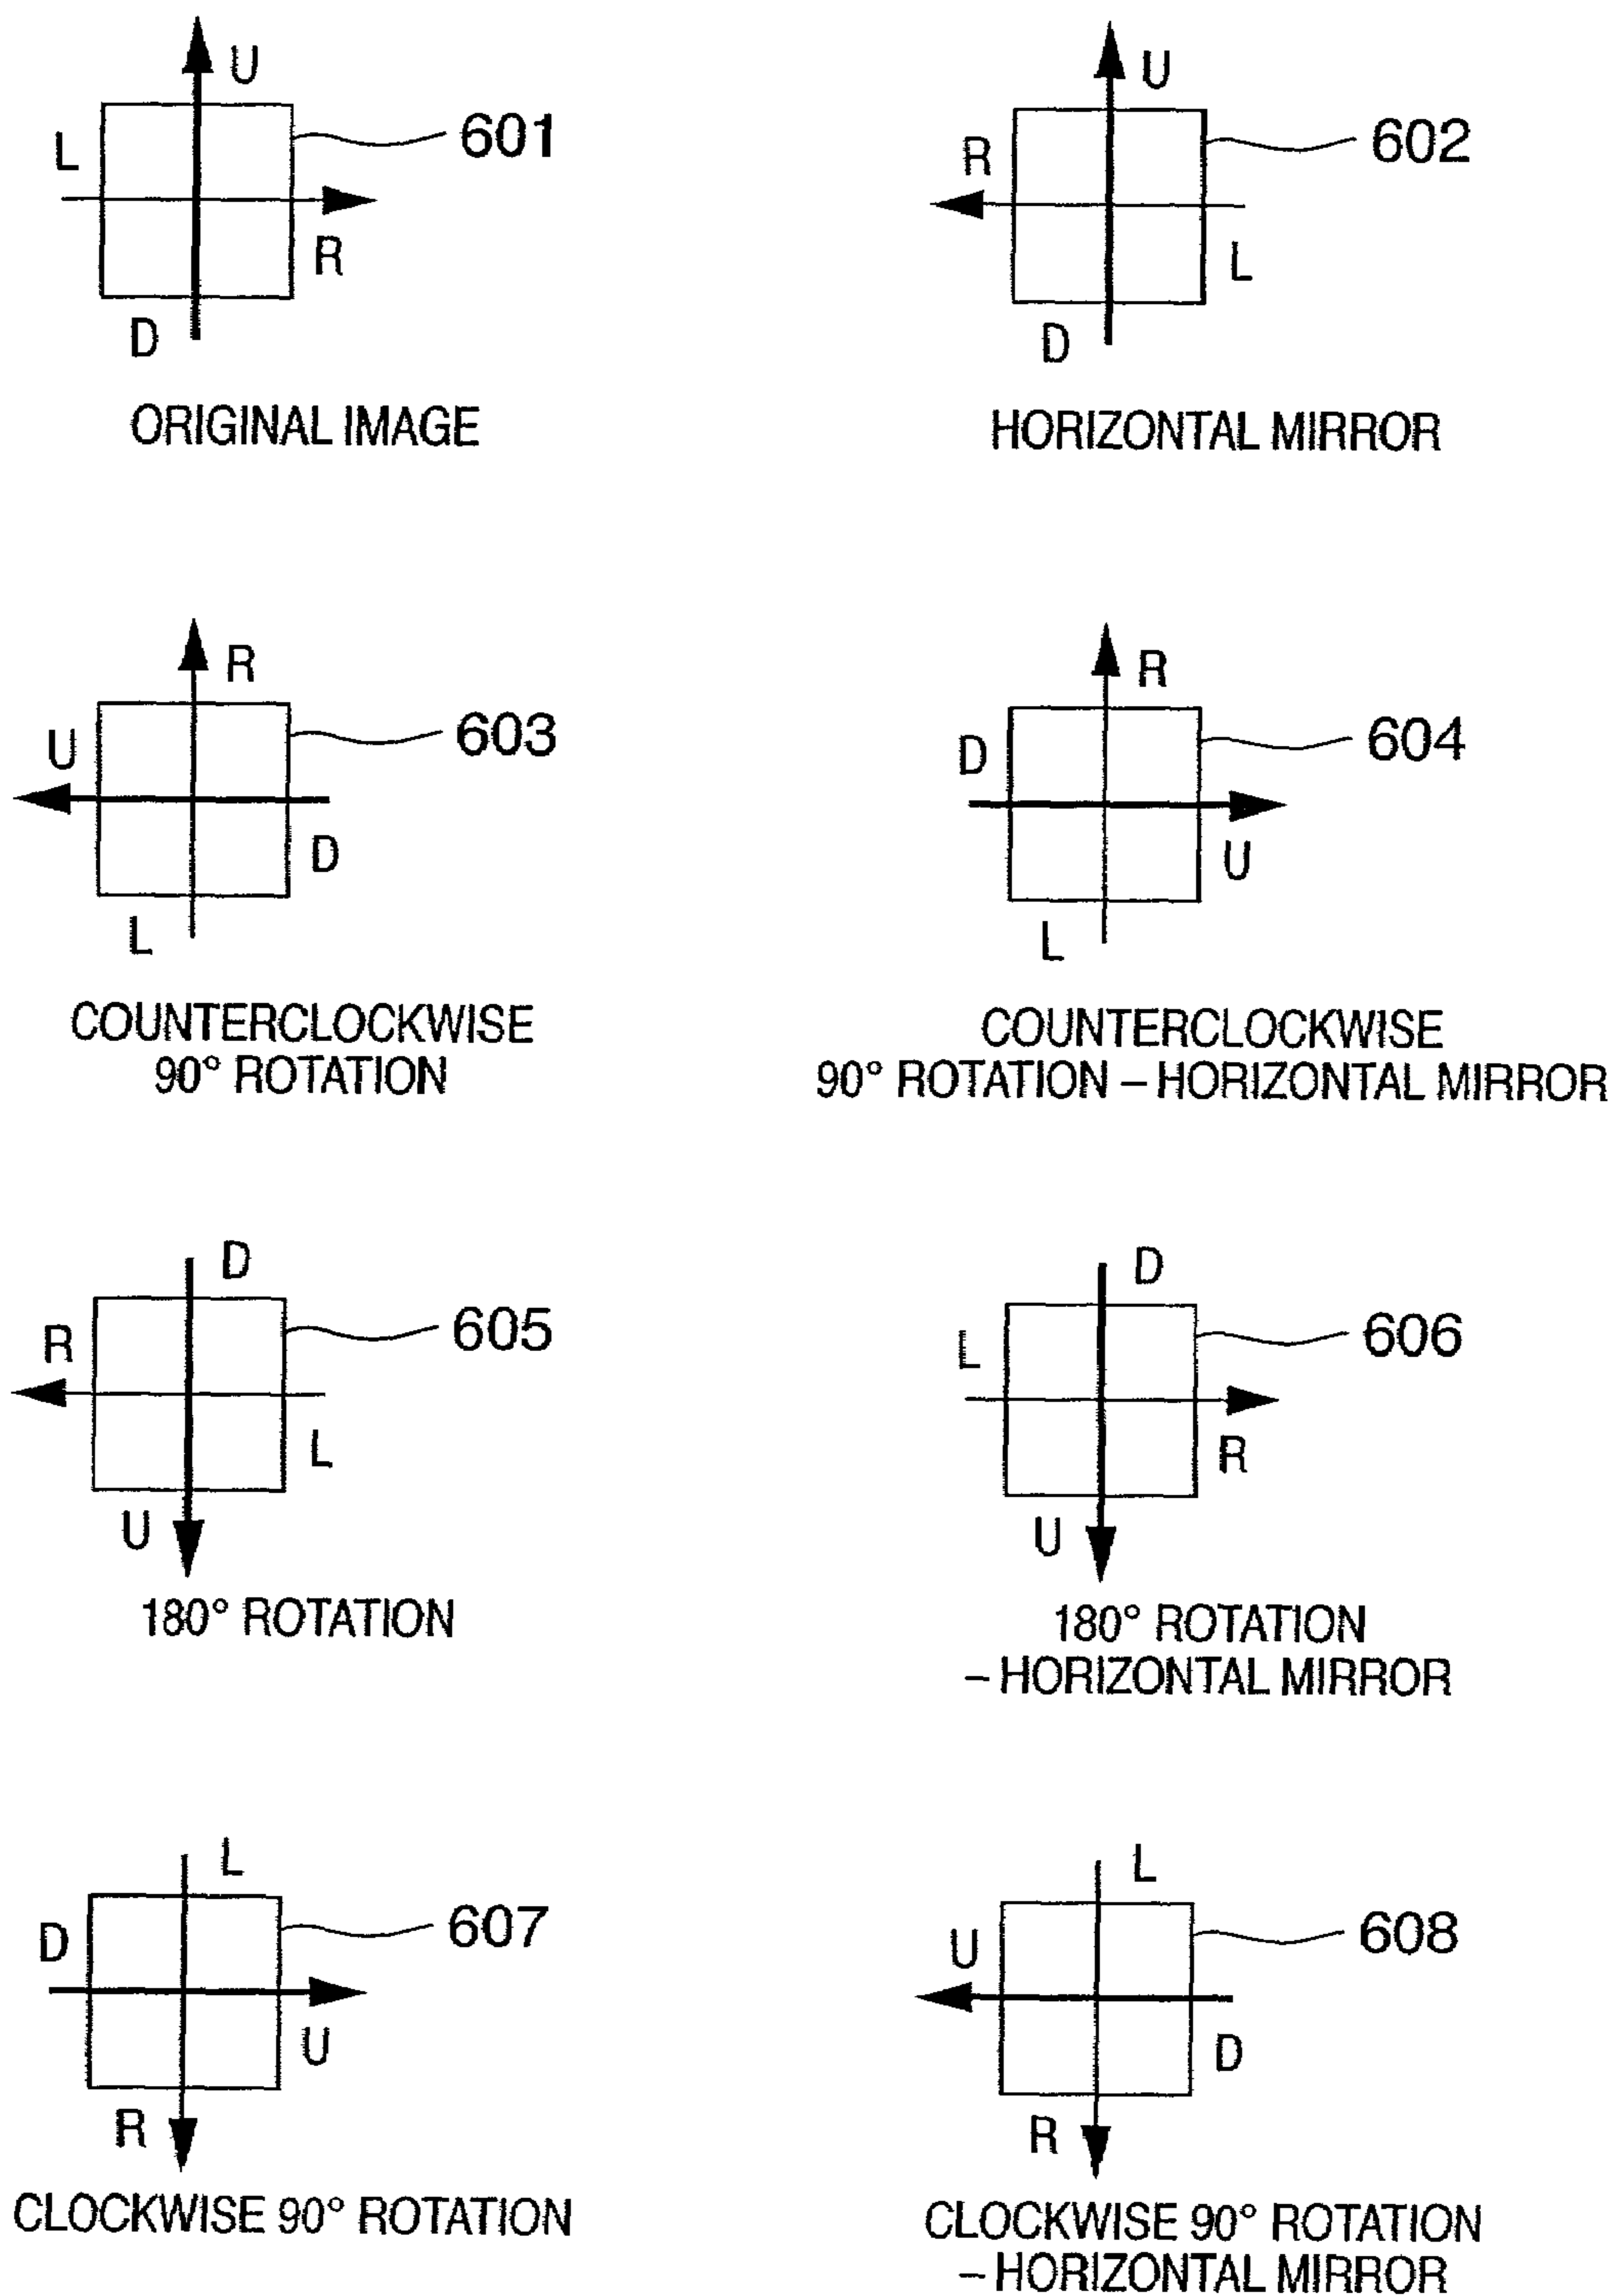 U
601
L
R
D
ORIGINAL IMAGE
U
602
R
L
D
HORIZONTAL MIRROR
R
603
U
D
L
COUNTERCLOCKWISE
90° ROTATION
R
604
D
U
L
COUNTERCLOCKWISE
90° ROTATION – HORIZONTAL MIRROR
D
605
R
L
U
180° ROTATION
D
606
L
R
U
180° ROTATION
– HORIZONTAL MIRROR
L
607
D
U
R
CLOCKWISE 90° ROTATION
L
608
U
D
R
CLOCKWISE 90° ROTATION
– HORIZONTAL MIRROR